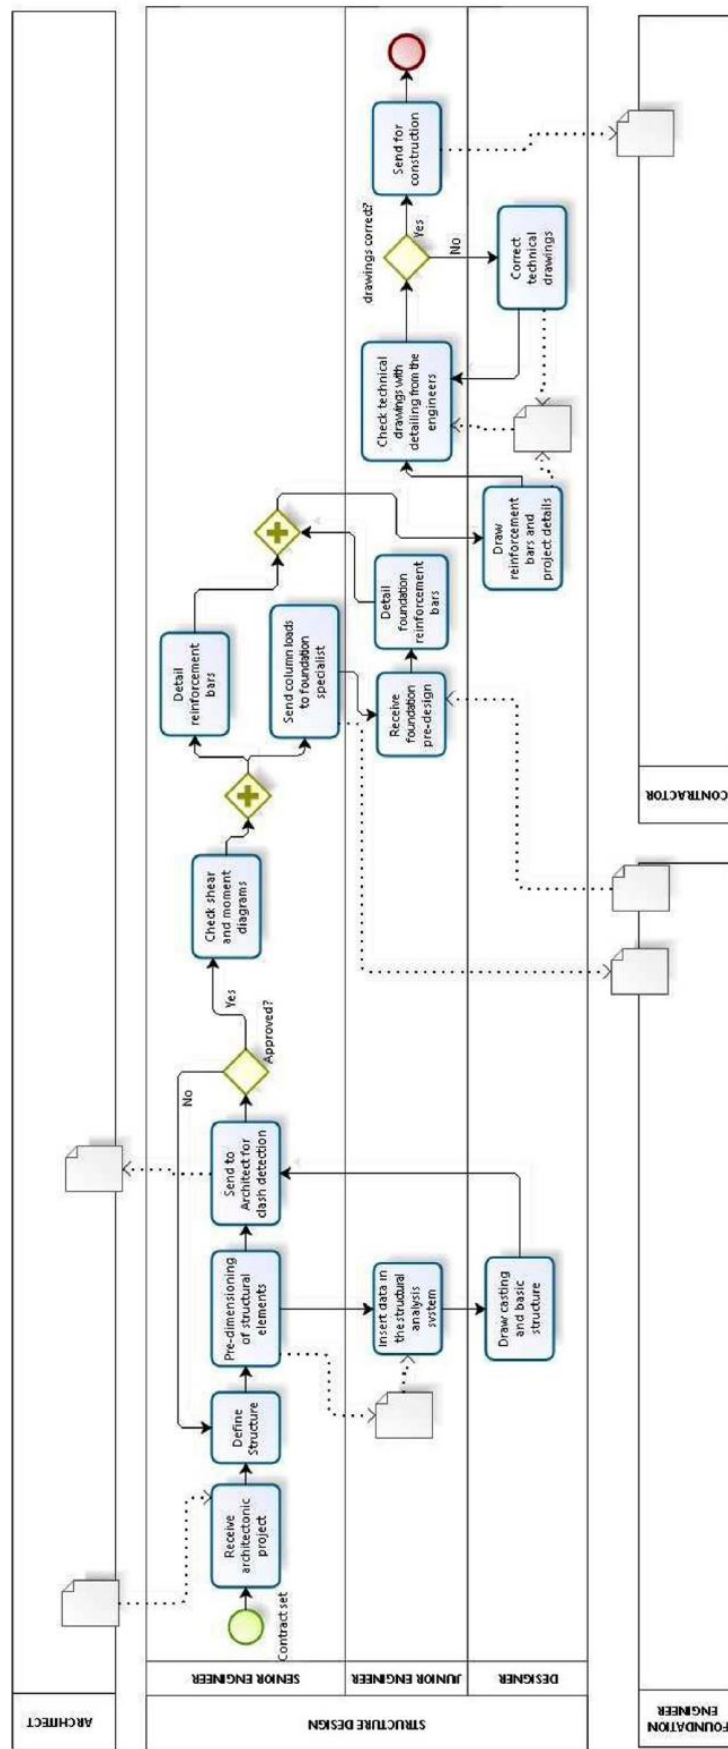 ARCHITECT
STRUCTURE DESIGN
SENIOR ENGINEER
JUNIOR ENGINEER
DESIGNER
FOUNDATION
ENGINEER
CONTRACTOR
Contract set
Receive
architectonic
project
Define
Structure
Pre-dimensioning
of structural
elements
Send to
Architect for
clash detection
No
Approved?
Yes
Insert data in
the structural
analysis
system
Draw casting
and basic
structure
Check shear
and moment
diagrams
Detail
reinforcement
bars
Send column loads
to foundation
specialist
Receive
foundation
pre-design
Detail
foundation
reinforcement
bars
Draw
reinforcement
bars and
project details
Check technical
drawings with
detailing from the
engineers
drawings corred?
Yes
No
Correct
technical
drawings
Send for
construction